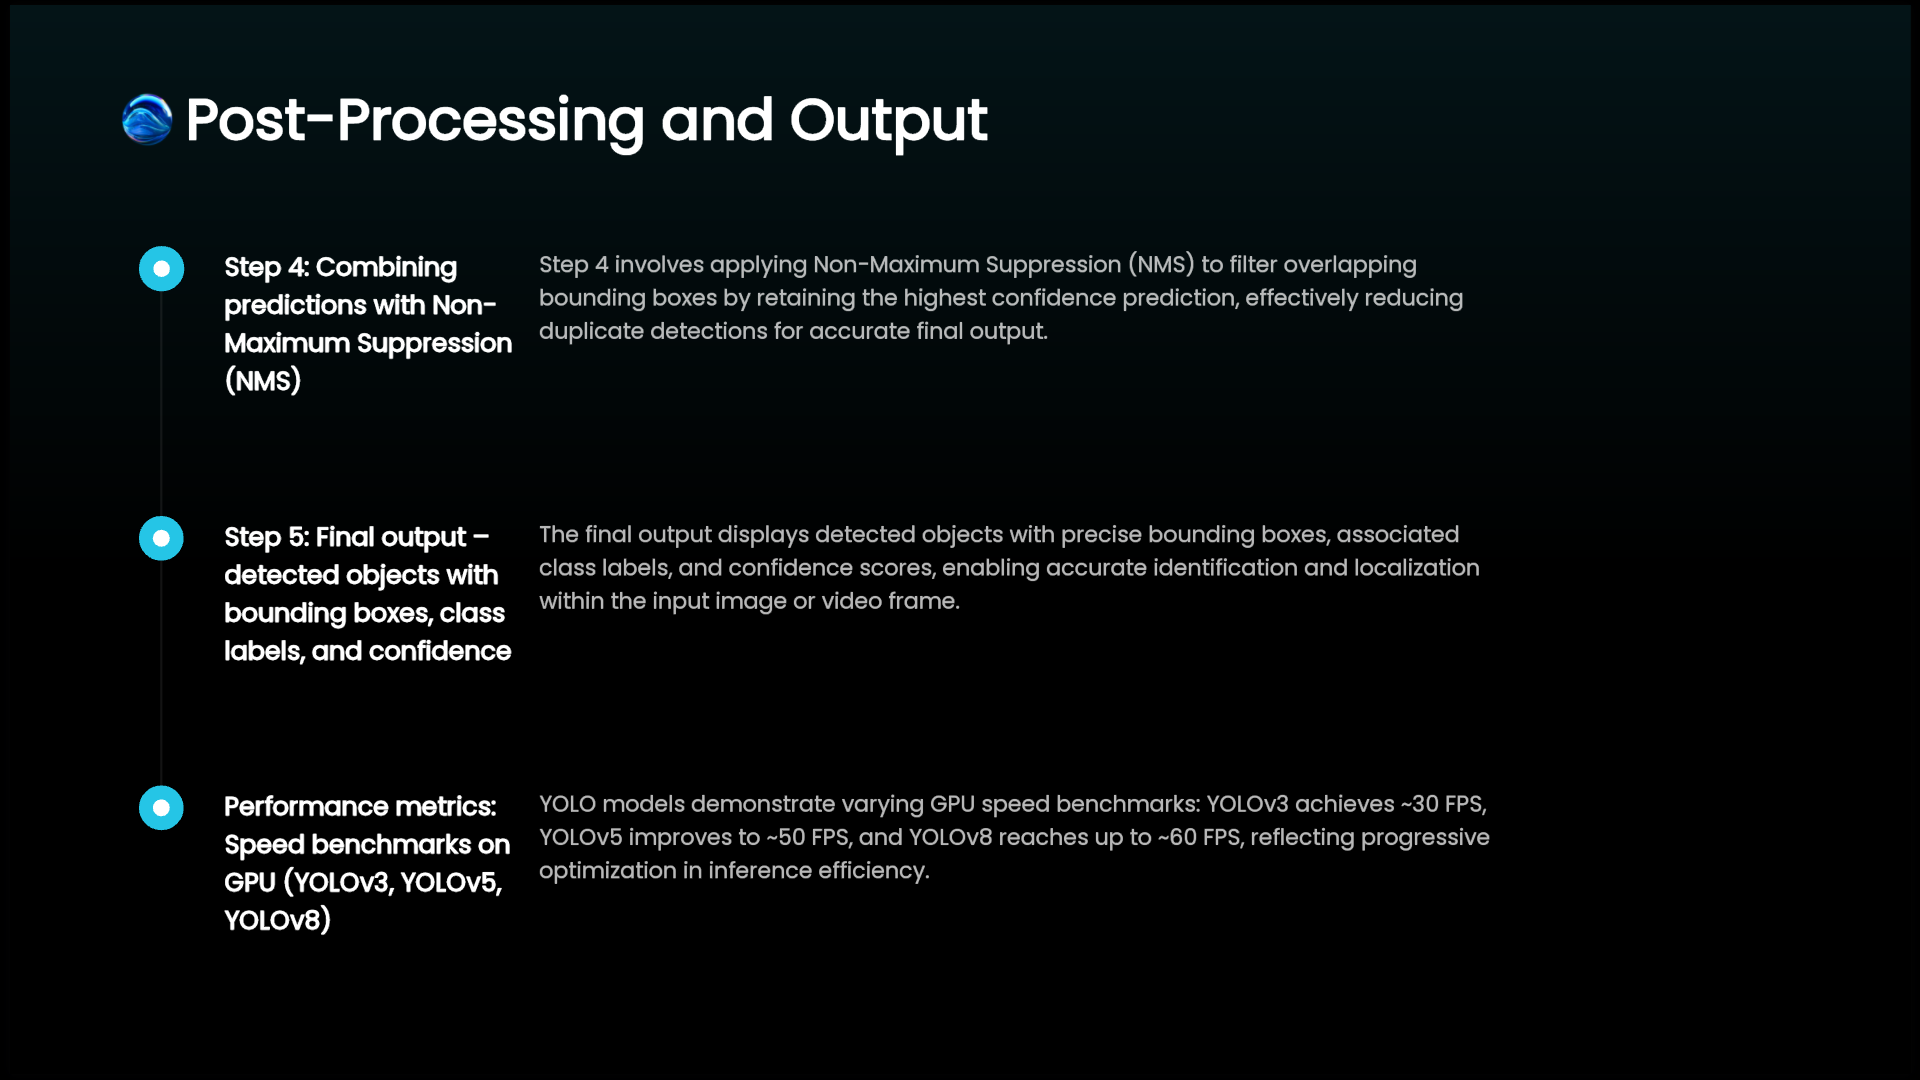 Post-Processing and Output
Step 4: Combining
predictions with Non-
Maximum Suppression
(NMS)
Step 4 involves applying Non-Maximum Suppression (NMS) to filter overlapping
bounding boxes by retaining the highest confidence prediction, effectively reducing
duplicate detections for accurate final output.
Step 5: Final output –
detected objects with
bounding boxes, class
labels, and confidence
The final output displays detected objects with precise bounding boxes, associated
class labels, and confidence scores, enabling accurate identification and localization
within the input image or video frame.
Performance metrics:
Speed benchmarks on
GPU (YOLOv3, YOLOv5,
YOLOv8)
YOLO models demonstrate varying GPU speed benchmarks: YOLOv3 achieves ~30 FPS,
YOLOv5 improves to ~50 FPS, and YOLOv8 reaches up to ~60 FPS, reflecting progressive
optimization in inference efficiency.